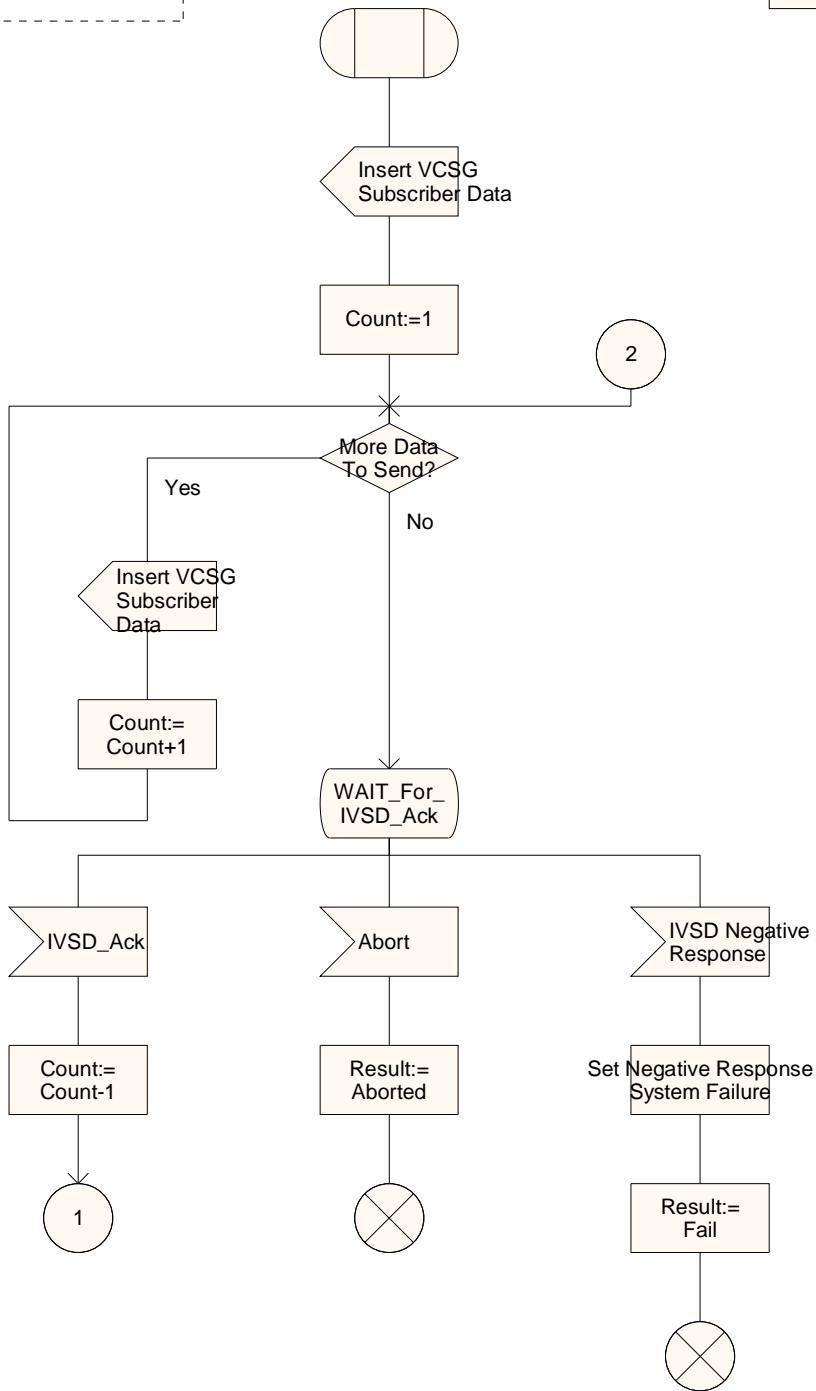 Insert VCSG
Subscriber Data
Count:=1
2
More Data
To Send?
Yes
No
Insert VCSG
Subscriber
Data
Count:=
Count+1
WAIT_For_
IVSD_Ack
IVSD_Ack
Abort
IVSD Negative
Response
Count:=
Count-1
Result:=
Aborted
Set Negative Response
System Failure
1
Result:=
Fail